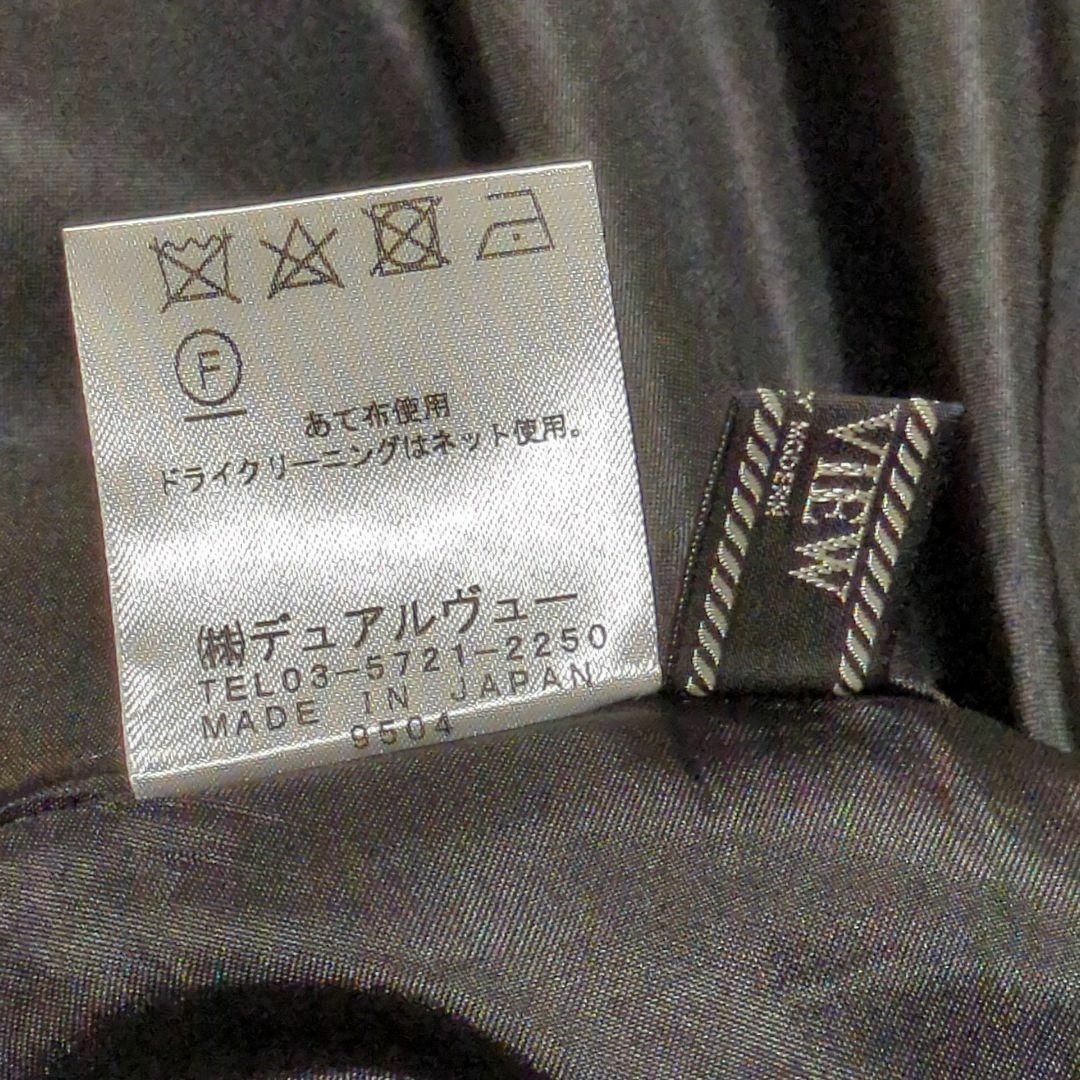 F
あて布使用
ドライクリーニングはネット使用。
㈱デュアルヴュー
TEL03-5721-2250
MADE IN JAPAN
9504
VIEW